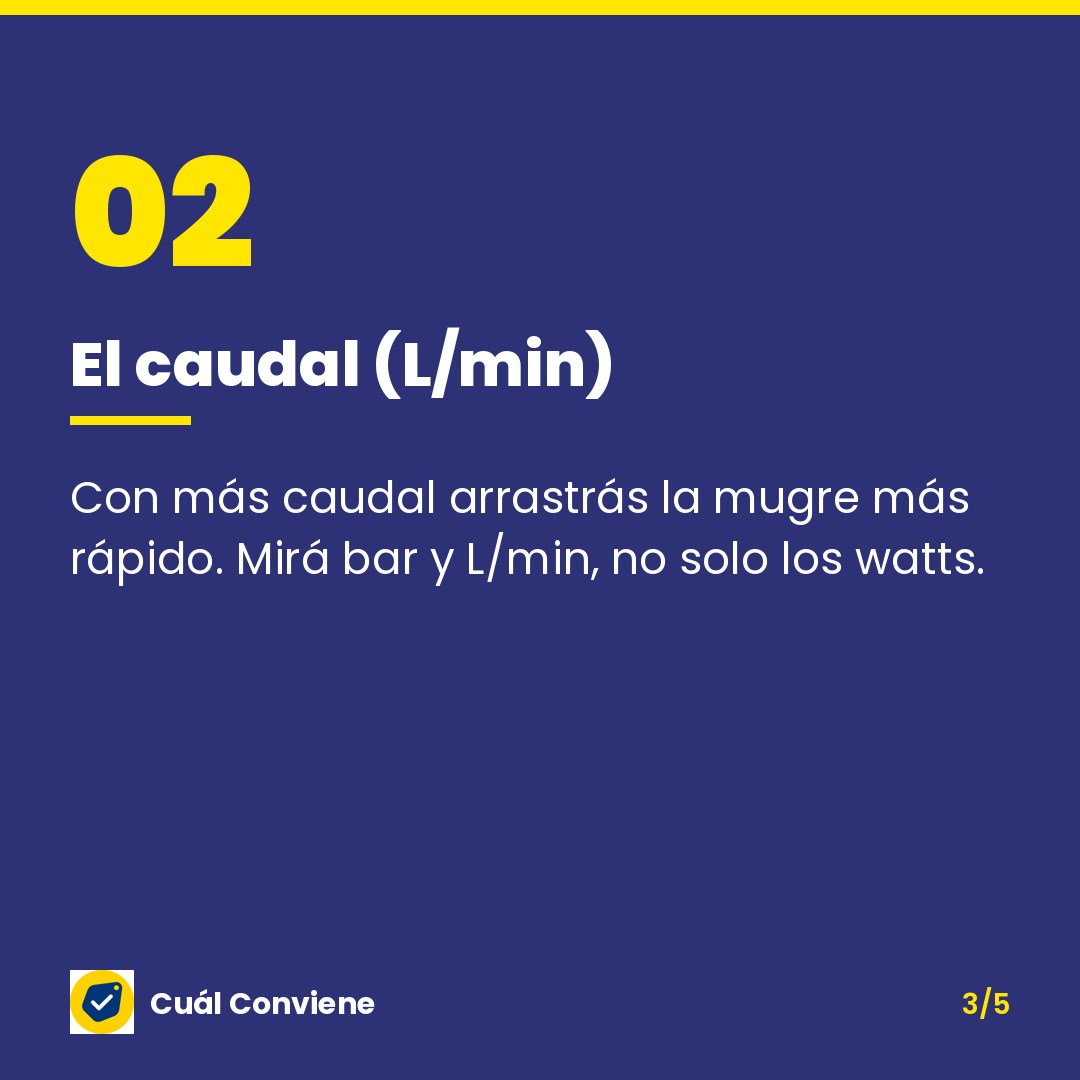 02
El caudal (L/min)
Con más caudal arrastrás la mugre más
rápido. Mirá bar y L/min, no solo los watts.
Cuál Conviene
3/5